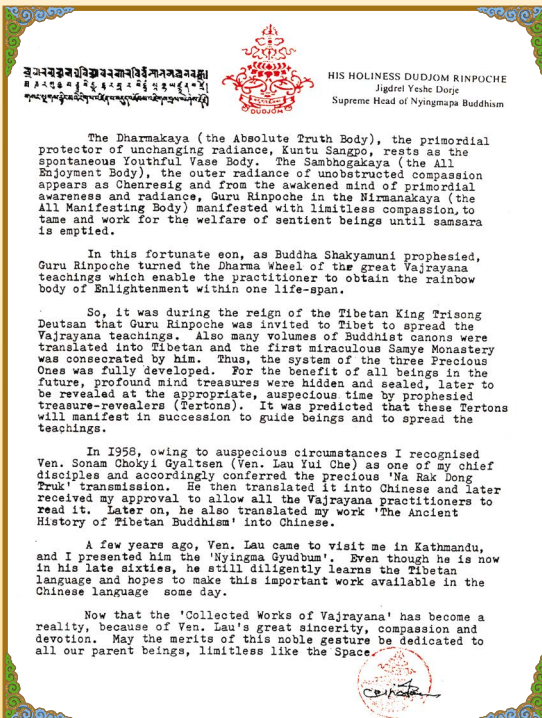 HIS HOLINESS DUDJOM RINPOCHE
Jigdrel Yeshe Dorje
Supreme Head of Nyingmapa Buddhism
DUDJOM
The Dharmakaya (the Absolute Truth Body), the primordial
protector of unchanging radiance, Kuntu Sangpo, rests as the
spontaneous Youthful Vase Body. The Sambhogakaya (the All
Enjoyment Body), the outer radiance of unobstructed compassion
appears as Chenresig and from the awakened mind of primordial
awareness and radiance, Guru Rinpoche in the Nirmanakaya (the
All Manifesting Body) manifested with limitless compassion, to
tame and work for the welfare of sentient beings until samsara
is emptied.
In this fortunate eon, as Buddha Shakyamuni prophesied,
Guru Rinpoche turned the Dharma Wheel of the great Vajrayana
teachings which enable the practitioner to obtain the rainbow
body of Enlightenment within one life-span.
So, it was during the reign of the Tibetan King Trisong
Deutsan that Guru Rinpoche was invited to Tibet to spread the
Vajrayana teachings. Also many volumes of Buddhist canons were
translated into Tibetan and the first miraculous Samye Monastery
was consecrated by him. Thus, the system of the three Precious
Ones was fully developed. For the benefit of all beings in the
future, profound mind treasures were hidden and sealed, later to
be revealed at the appropriate, auspicious time by prophesied
treasure-revealers (Tertons). It was predicted that these Tertons
will manifest in succession to guide beings and to spread the
teachings.
In I958, owing to auspicious circumstances I recognised
Ven. Sonam Chokyi Gyaltsen (Ven. Lau Yui Che) as one of my chief
disciples and accordingly conferred the precious 'Na Rak Dong
Truk' transmission. He then translated it into Chinese and later
received my approval to allow all the Vajrayana practitioners to
read it. Later on, he also translated my work 'The Ancient
History of Tibetan Buddhism' into Chinese.
A few years ago, Ven. Lau came to visit me in Kathmandu,
and I presented him the 'Nyingma Gyudbum'. Even though he is now
in his late sixties, he still diligently learns the Tibetan
language and hopes to make this important work available in the
Chinese language some day.
Now that the 'Collected Works of Vajrayana' has become a
reality, because of Ven. Lau's great sincerity, compassion and
devotion. May the merits of this noble gesture be dedicated to
all our parent beings, limitless like the Space.